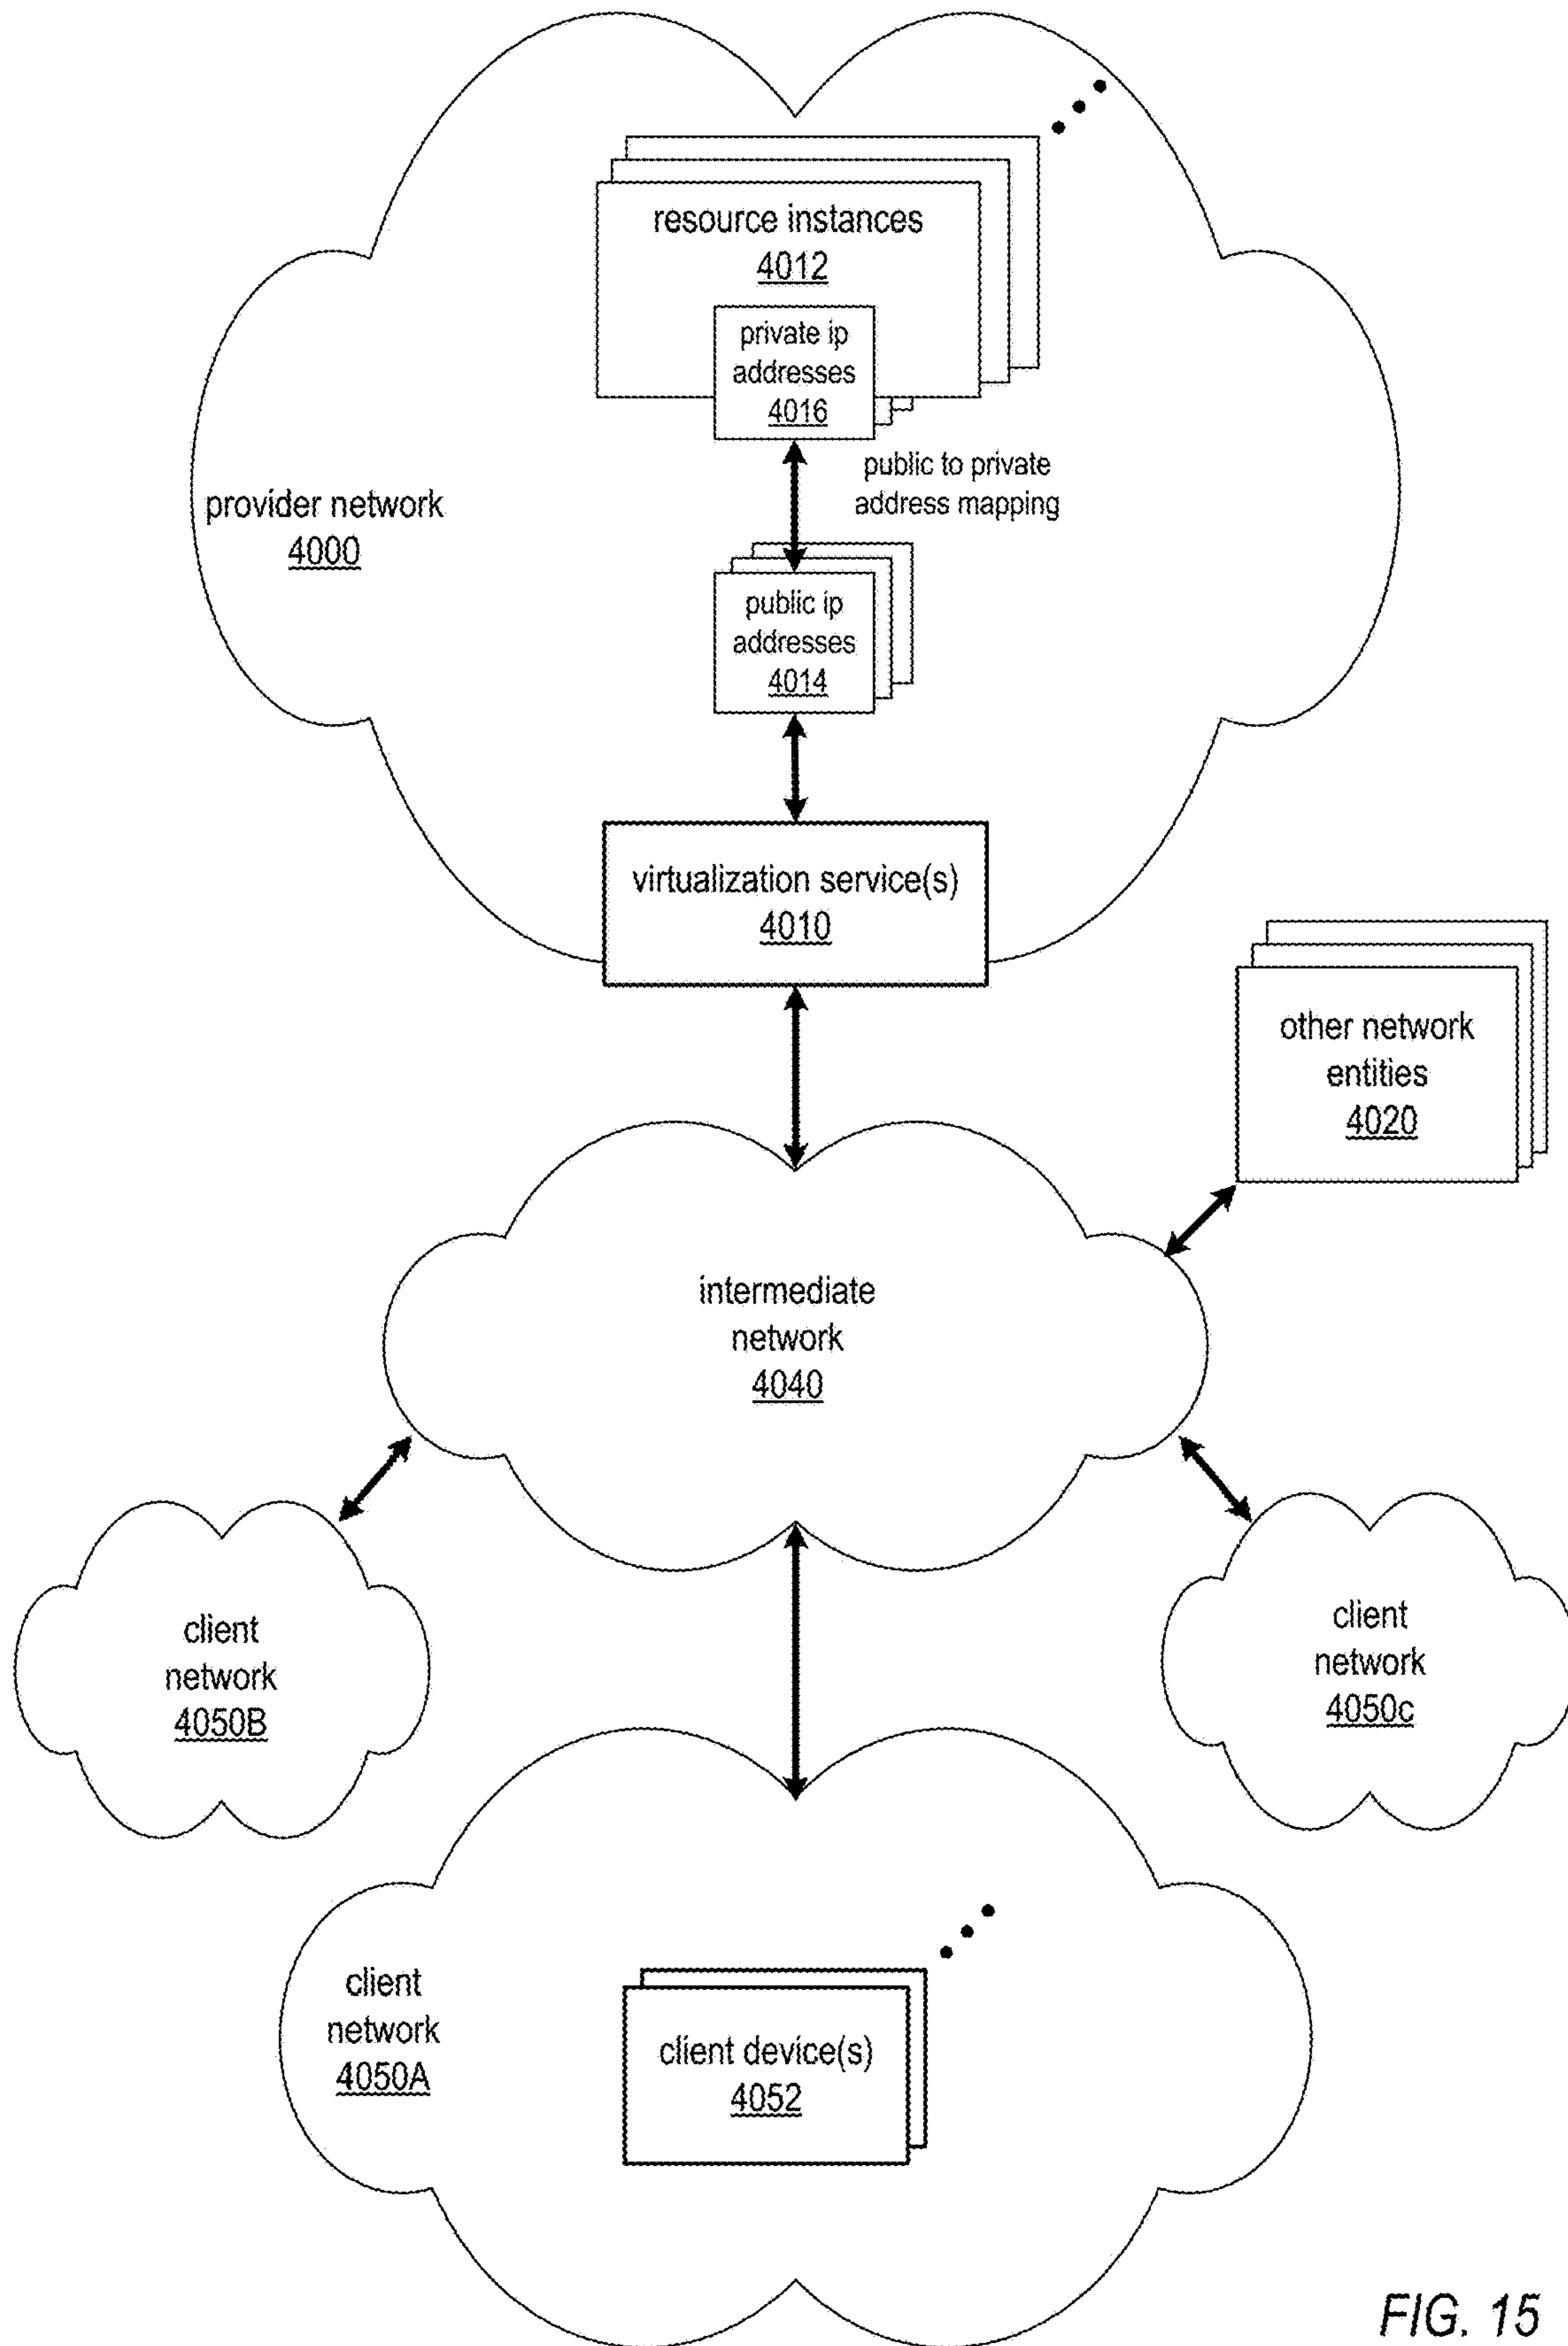 resource instances
4012
private ip
addresses
4016
public to private
address mapping
provider network
4000
public ip
addresses
4014
virtualization service(s)
4010
other network
entities
4020
intermediate
network
4040
client
network
4050B
client
network
4050c
client
network
4050A
client device(s)
4052
FIG. 15